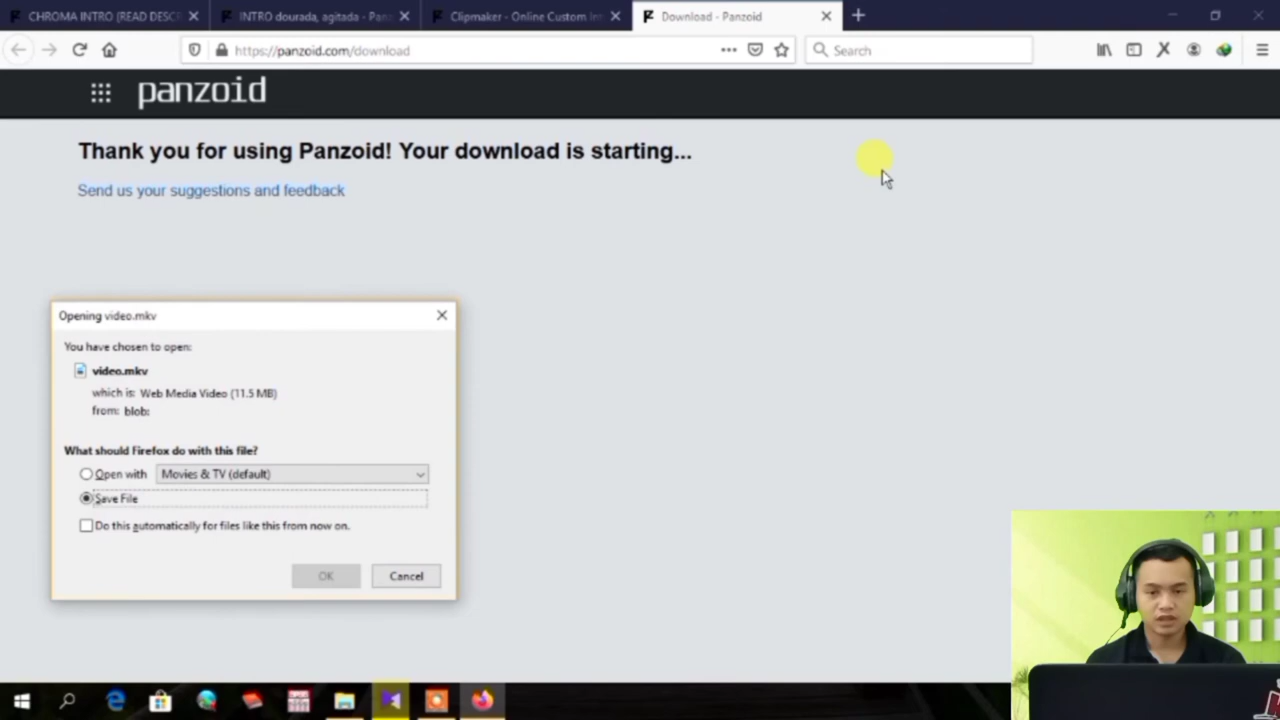 CHROMA INTRO (READ DESCR
INTRO dourada, agitada - Panz
Clipmaker - Online Custom Int
Download - Panzoid
https://panzoid.com/download
Search
panzoid
Thank you for using Panzoid! Your download is starting...
Send us your suggestions and feedback
Opening video.mkv
You have chosen to open:
video.mkv
which is: Web Media Video (11.5 MB)
from: blob:
What should Firefox do with this file?
Open with Movies & TV (default)
Save File
Do this automatically for files like this from now on.
OK Cancel